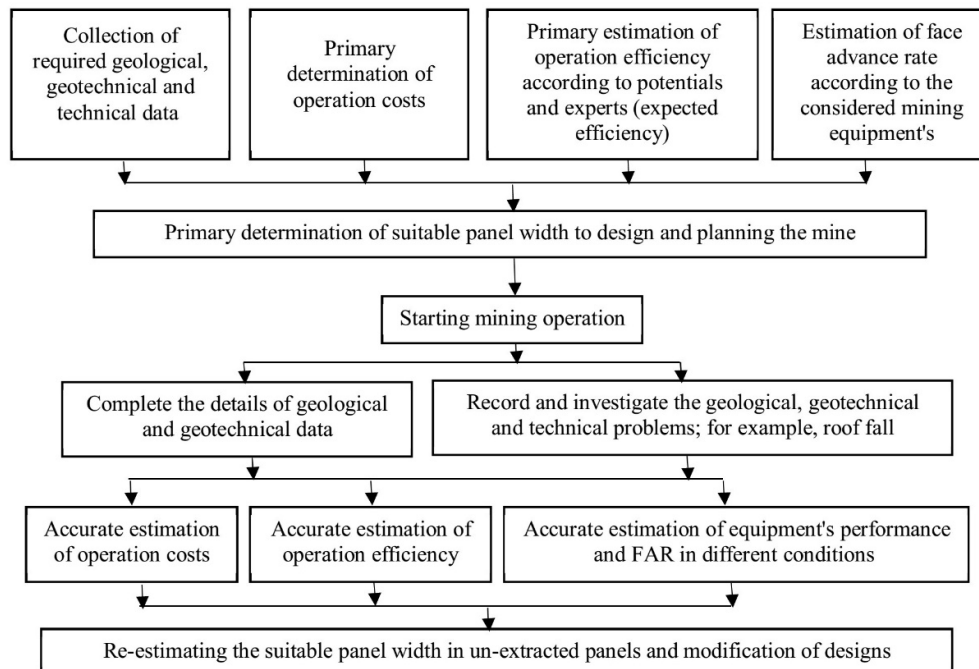 Collection of
required geological,
geotechnical and
technical data
Primary
determination of
operation costs
Primary estimation of
operation efficiency
according to potentials
and experts (expected
efficiency)
Estimation of face
advance rate
according to the
considered mining
equipment's
Primary determination of suitable panel width to design and planning the mine
Starting mining operation
Complete the details of geological
and geotechnical data
Record and investigate the geological, geotechnical
and technical problems; for example, roof fall
Accurate estimation
of operation costs
Accurate estimation of
operation efficiency
Accurate estimation of equipment's performance
and FAR in different conditions
Re-estimating the suitable panel width in un-extracted panels and modification of designs